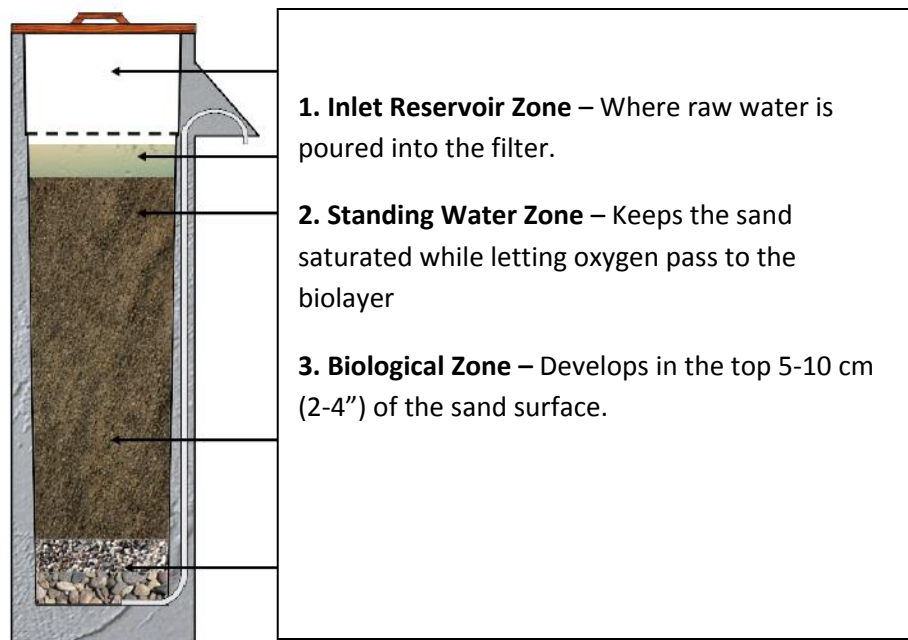 1. Inlet Reservoir Zone – Where raw water is
poured into the filter.
2. Standing Water Zone – Keeps the sand
saturated while letting oxygen pass to the
biolayer
3. Biological Zone – Develops in the top 5-10 cm
(2-4”) of the sand surface.